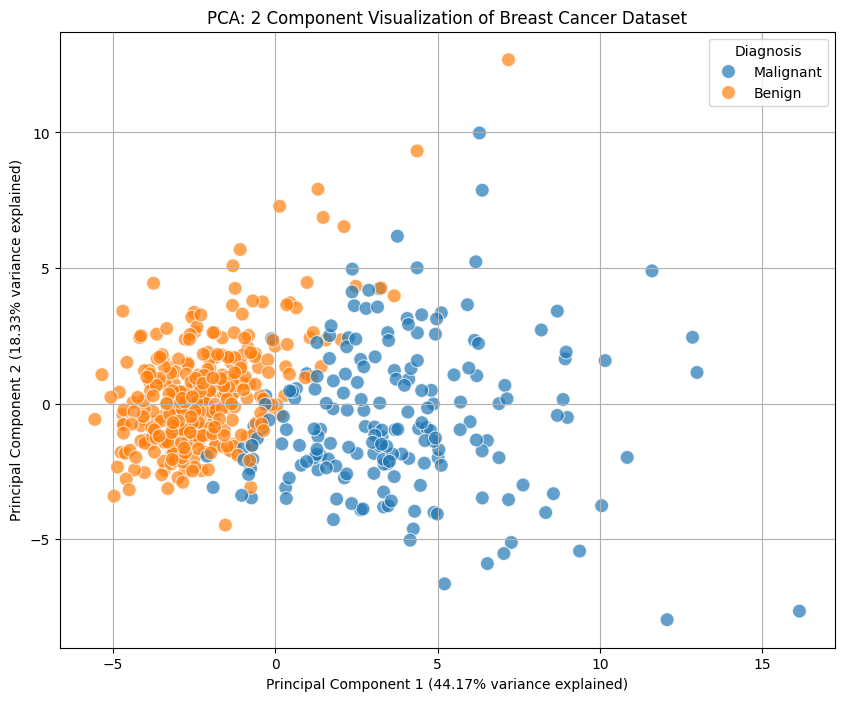 PCA: 2 Component Visualization of Breast Cancer Dataset
Diagnosis
Malignant
Benign
10
5
0
−5
Principal Component 2 (18.33% variance explained)
−5
0
5
10
15
Principal Component 1 (44.17% variance explained)